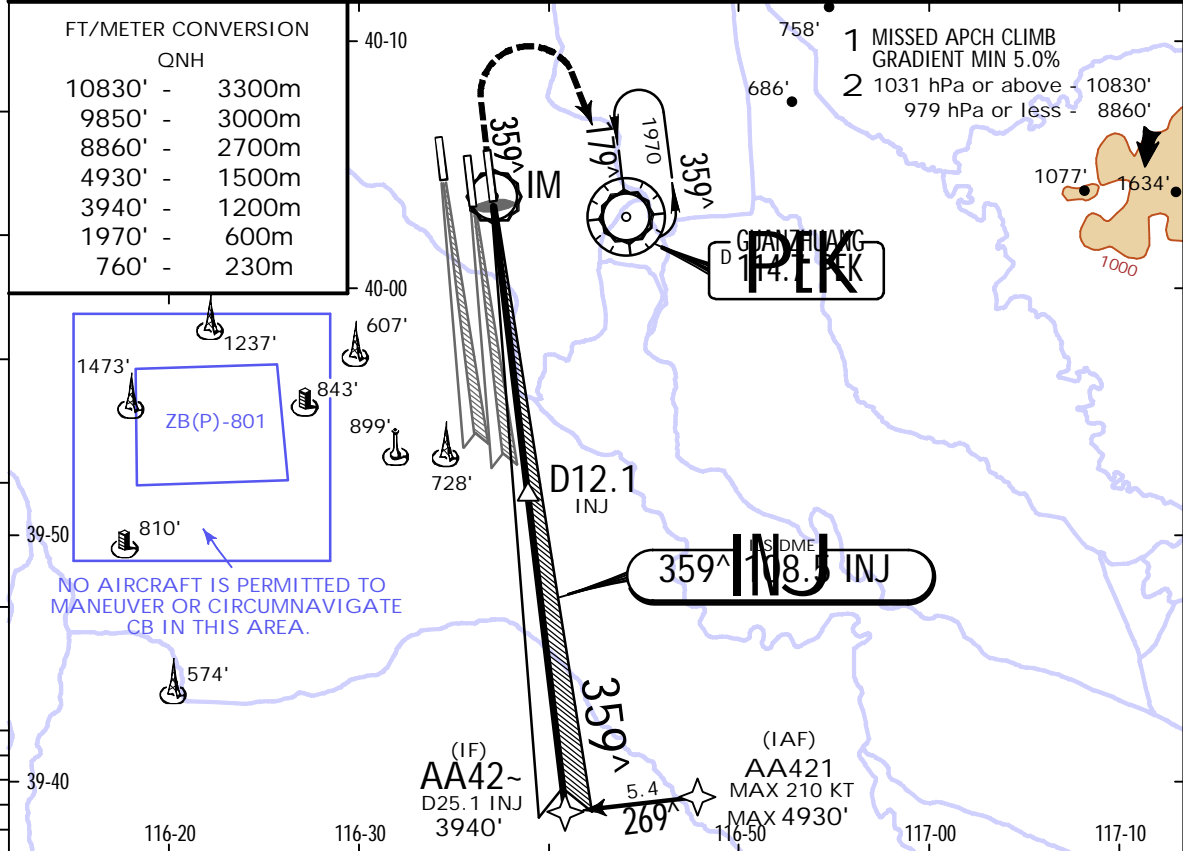 FT/METER CONVERSION
QNH
10830' - 3300m
9850' - 3000m
8860' - 2700m
4930' - 1500m
3940' - 1200m
1970' - 600m
760' - 230m
40-10
758'
1 MISSED APCH CLIMB
GRADIENT MIN 5.0%
2 1031 hPa or above - 10830'
979 hPa or less - 8860'
686'
359^
179^
1970
359^
IM
1077'
1634'
1000
D GUANZHUANG
PEK
40-00
1237'
607'
1473'
843'
ZB(P)-801
899'
728'
D12.1
INJ
39-50
810'
ILS DME
359^ 108.5 INJ
INJ
NO AIRCRAFT IS PERMITTED TO
MANEUVER OR CIRCUMNAVIGATE
CB IN THIS AREA.
574'
359^
(IF)
AA42~
D25.1 INJ
3940'
5.4
269^
(IAF)
AA421
MAX 210 KT
MAX 4930'
39-40
116-20
116-30
116-50
117-00
117-10